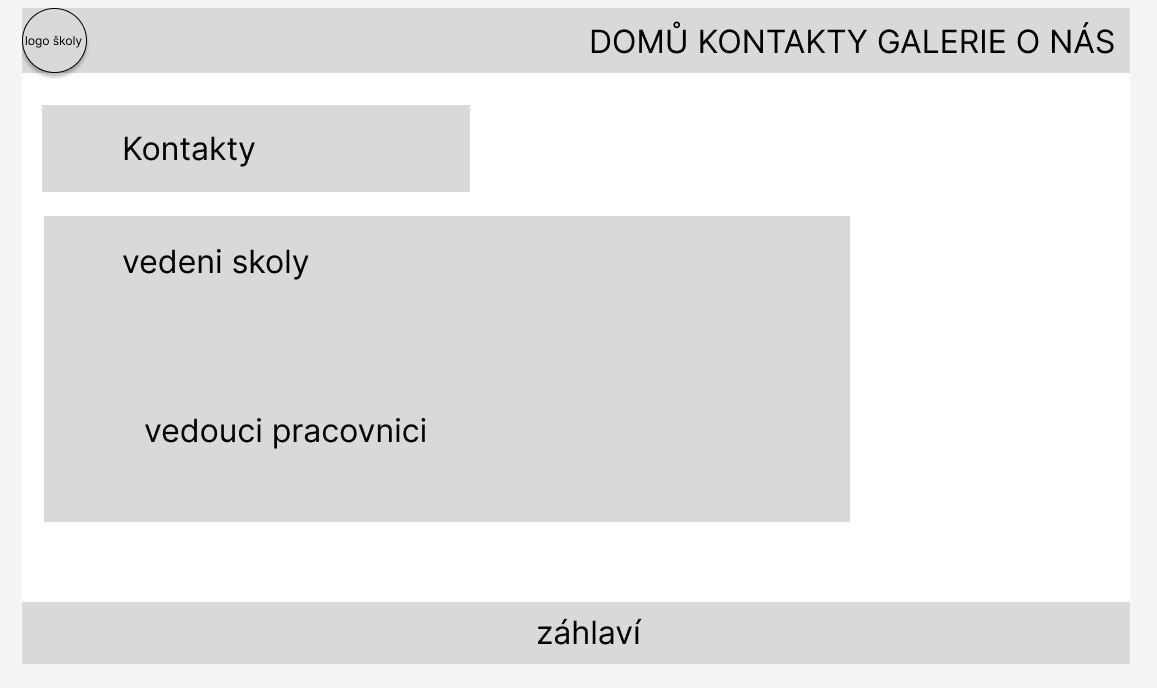 logo školy
DOMŮ KONTAKTY GALERIE O NÁS
Kontakty
vedeni skoly
vedouci pracovnici
záhlaví